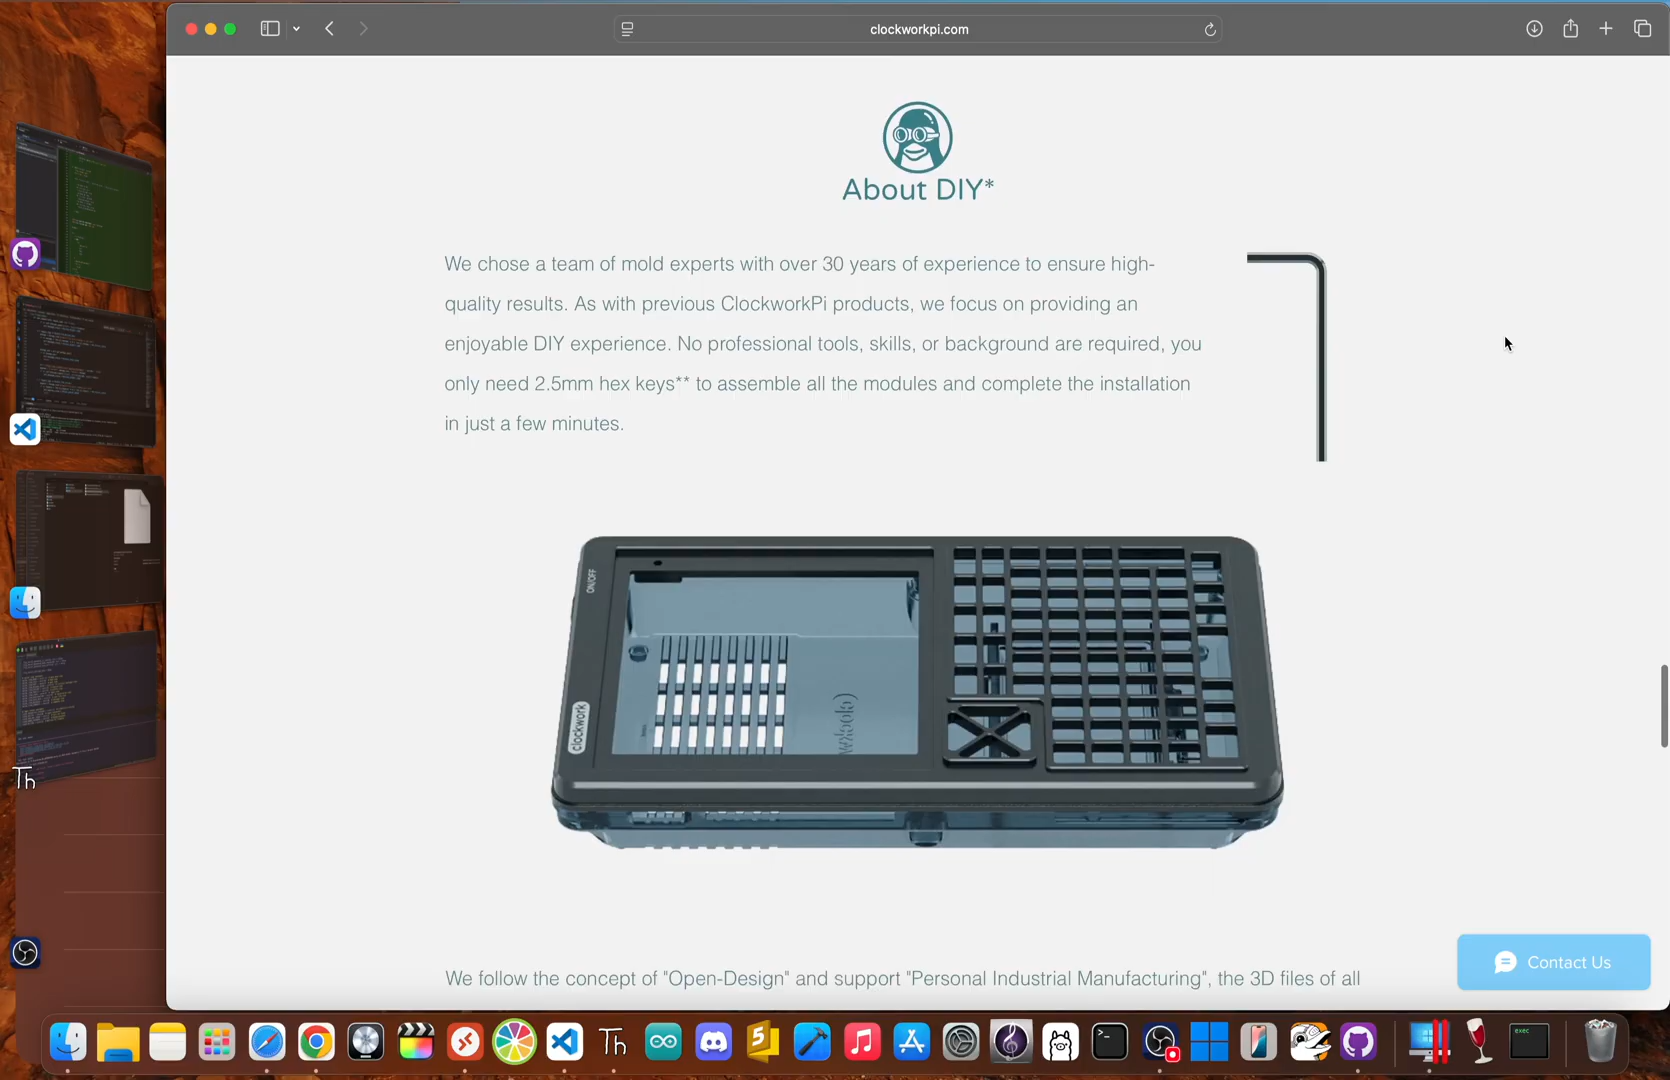 clockworkpi.com
About DIY*
We chose a team of mold experts with over 30 years of experience to ensure high-
quality results. As with previous ClockworkPi products, we focus on providing an
enjoyable DIY experience. No professional tools, skills, or background are required, you
only need 2.5mm hex keys** to assemble all the modules and complete the installation
in just a few minutes.
ON/OFF
clockwork
We follow the concept of "Open-Design" and support "Personal Industrial Manufacturing", the 3D files of all
Contact Us
Th
Th
5
exec